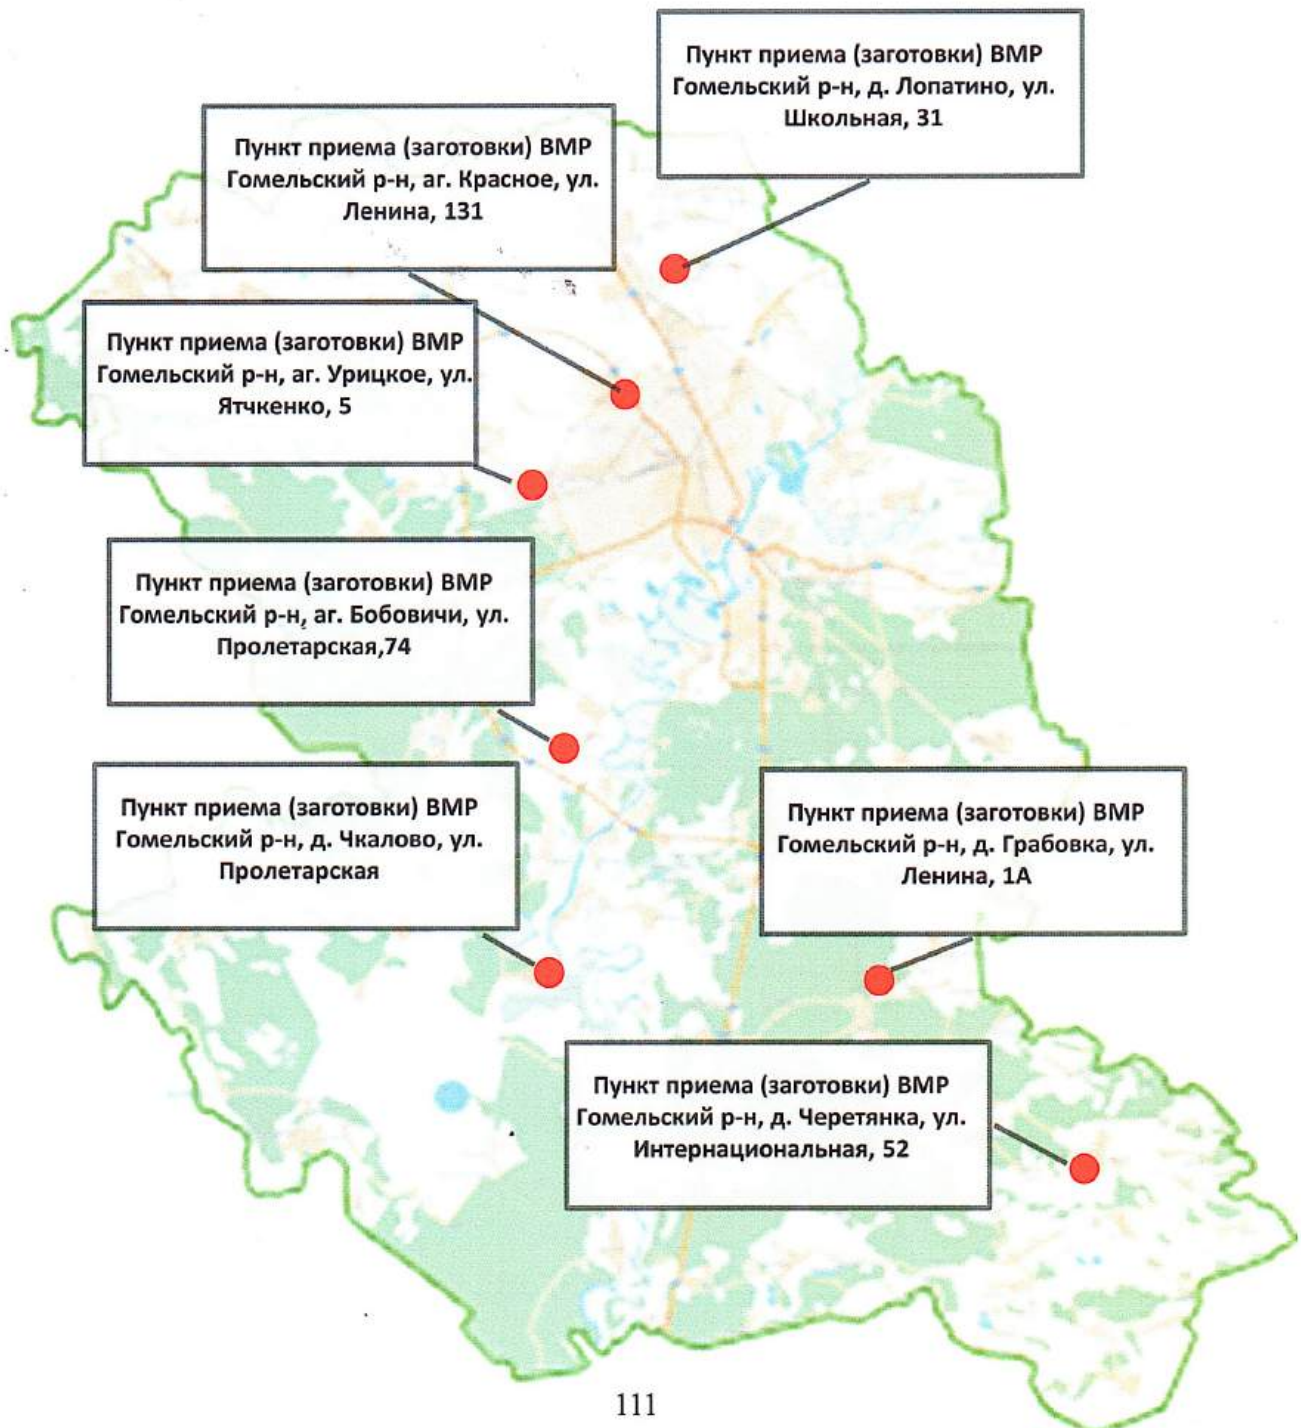 Пункт приема (заготовки) ВМР
Гомельский р-н, д. Лопатино, ул.
Школьная, 31
Пункт приема (заготовки) ВМР
Гомельский р-н, аг. Красное, ул.
Ленина, 131
Пункт приема (заготовки) ВМР
Гомельский р-н, аг. Урицкое, ул.
Ятчкенко, 5
Пункт приема (заготовки) ВМР
Гомельский р-н, аг. Бобовичи, ул.
Пролетарская,74
Пункт приема (заготовки) ВМР
Гомельский р-н, д. Чкалово, ул.
Пролетарская
Пункт приема (заготовки) ВМР
Гомельский р-н, д. Грабовка, ул.
Ленина, 1А
Пункт приема (заготовки) ВМР
Гомельский р-н, д. Черетянка, ул.
Интернациональная, 52
111